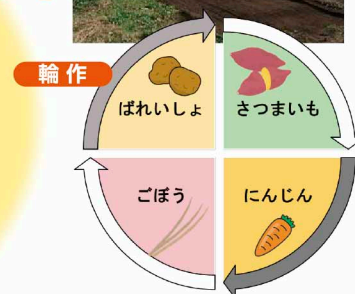 輪作
ばれいしょ
さつまいも
ごぼう
にんじん